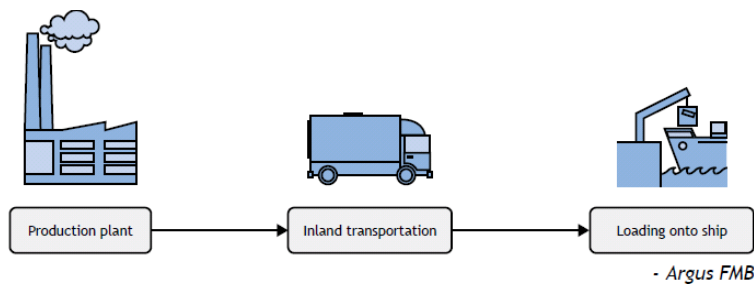 Production plant
Inland transportation
Loading onto ship
- Argus FMB